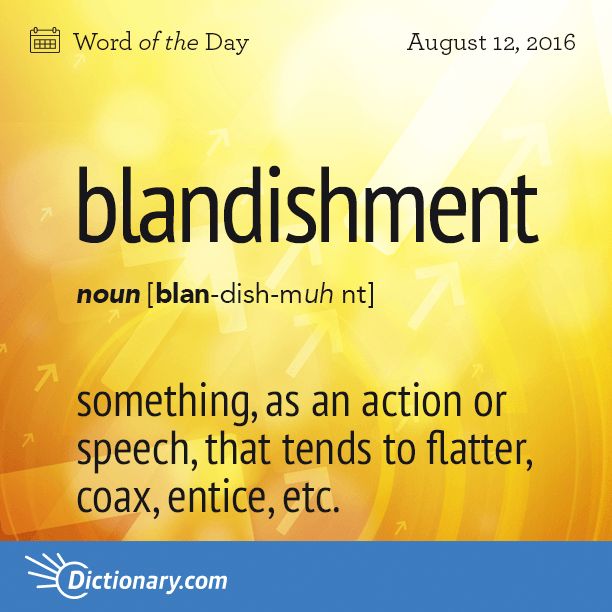 Word of the Day
August 12, 2016
blandishment
noun [blan-dish-muh nt]
something, as an action or
speech, that tends to flatter,
coax, entice, etc.
Dictionary.com